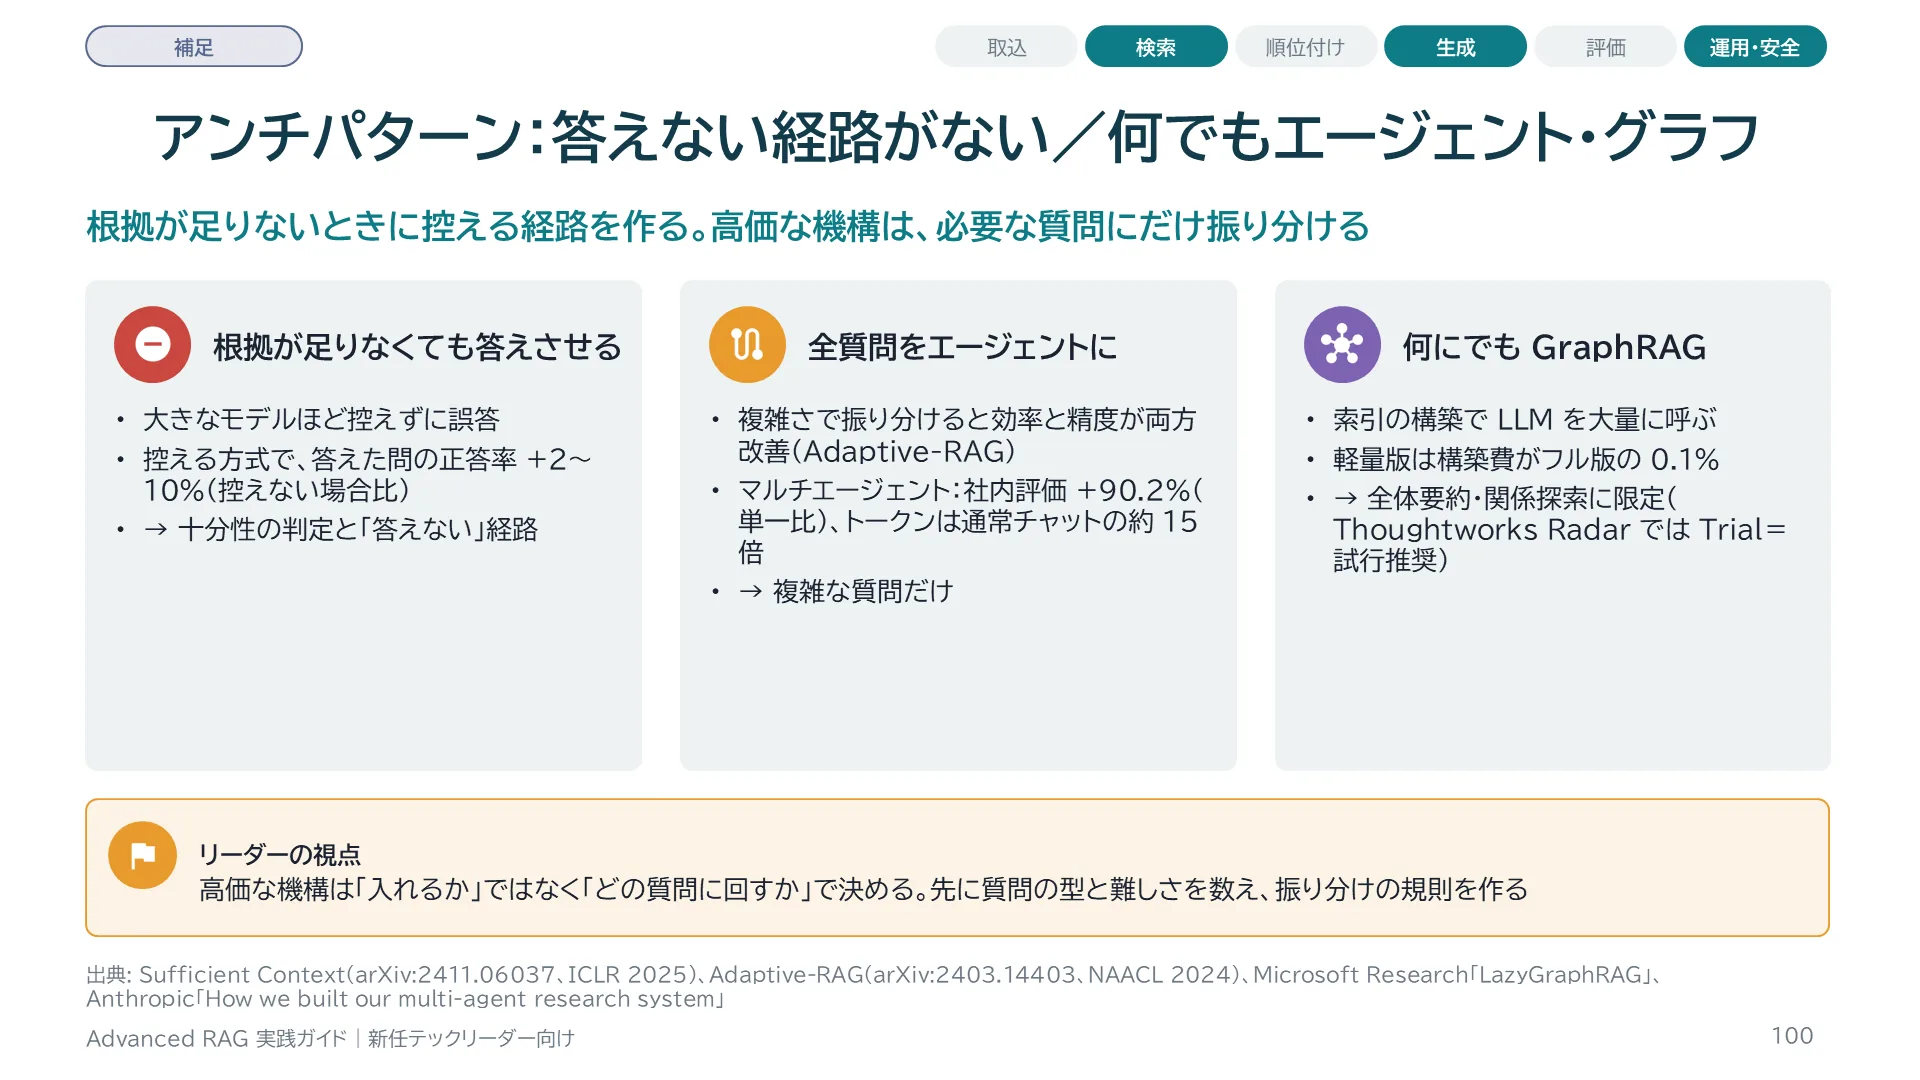 補足
取込
検索
順位付け
生成
評価
運用・安全
アンチパターン：答えない経路がない／何でもエージェント・グラフ
根拠が足りないときに控える経路を作る。高価な機構は、必要な質問にだけ振り分ける
根拠が足りなくても答えさせる
・ 大きなモデルほど控えずに誤答
・ 控える方式で、答えた問の正答率 +2〜
10%（控えない場合比）
・ → 十分性の判定と「答えない」経路
全質問をエージェントに
・ 複雑さで振り分けると効率と精度が両方
改善（Adaptive-RAG）
・ マルチエージェント：社内評価 +90.2%（
単一比）、トークンは通常チャットの約 15
倍
・ → 複雑な質問だけ
何にでも GraphRAG
・ 索引の構築で LLM を大量に呼ぶ
・ 軽量版は構築費がフル版の 0.1%
・ → 全体要約・関係探索に限定（
Thoughtworks Radar では Trial＝
試行推奨）
リーダーの視点
高価な機構は「入れるか」ではなく「どの質問に回すか」で決める。先に質問の型と難しさを数え、振り分けの規則を作る
出典: Sufficient Context（arXiv:2411.06037、ICLR 2025）、Adaptive-RAG（arXiv:2403.14403、NAACL 2024）、Microsoft Research「LazyGraphRAG」、
Anthropic「How we built our multi-agent research system」
Advanced RAG 実践ガイド｜新任テックリーダー向け
100